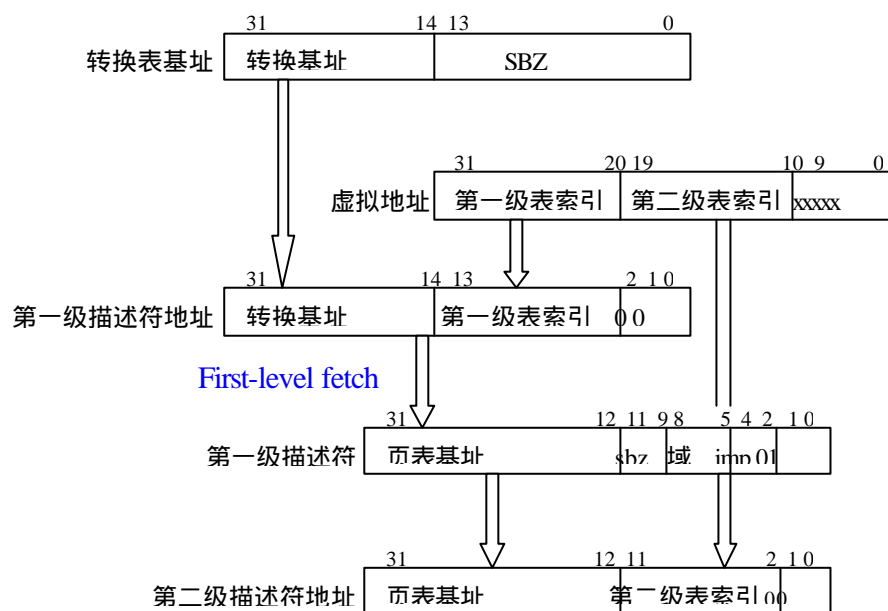 31 14 13 0
转换表基址 转换基址 SBZ
31 20 19 10 9 0
虚拟地址 第一级表索引 第二级表索引 xxxxx
31 14 13 2 1 0
第一级描述符地址 转换基址 第一级表索引 0 0
First-level fetch
31 12 11 9 8 5 4 2 1 0
第一级描述符 页表基址 sbz 域 imp 01
31 12 11 2 1 0
第二级描述符地址 页表基址 第二级表索引 00